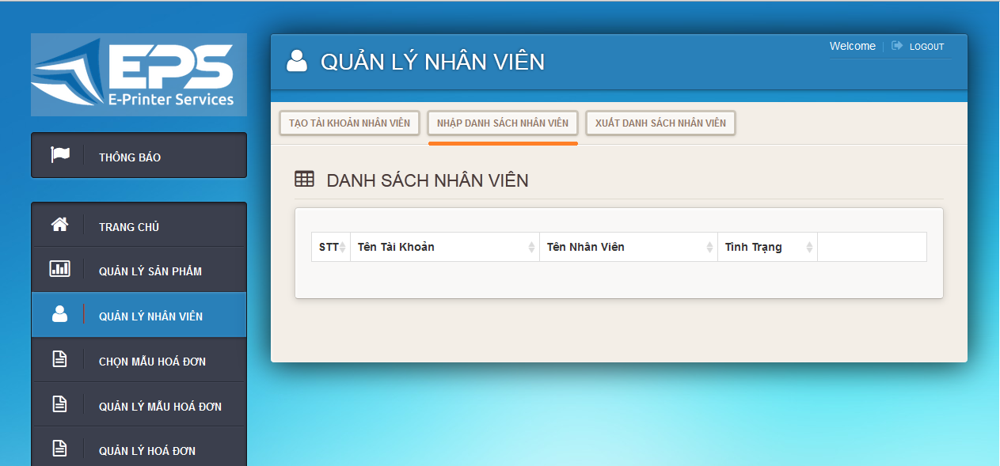 EPS
E-Printer Services
THÔNG BÁO
TRANG CHỦ
QUẢN LÝ SẢN PHẨM
QUẢN LÝ NHÂN VIÊN
CHỌN MẪU HOÁ ĐƠN
QUẢN LÝ MẪU HOÁ ĐƠN
QUẢN LÝ HOÁ ĐƠN
QUẢN LÝ NHÂN VIÊN
Welcome LOGOUT
TẠO TÀI KHOẢN NHÂN VIÊN NHẬP DANH SÁCH NHÂN VIÊN XUẤT DANH SÁCH NHÂN VIÊN
DANH SÁCH NHÂN VIÊN
STT Tên Tài Khoản Tên Nhân Viên Tình Trạng